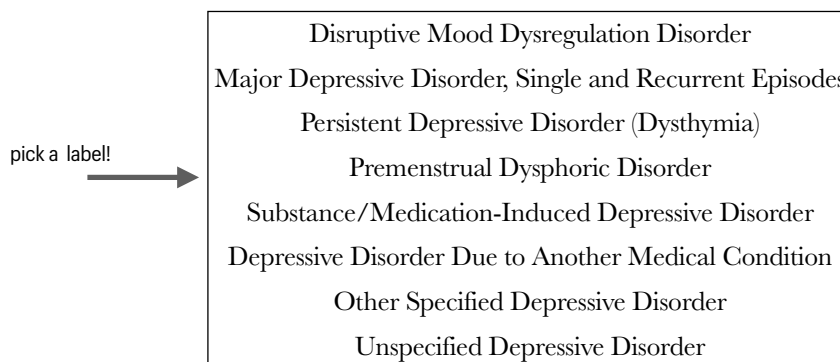 pick a label!
Disruptive Mood Dysregulation Disorder
Major Depressive Disorder, Single and Recurrent Episodes
Persistent Depressive Disorder (Dysthymia)
Premenstrual Dysphoric Disorder
Substance/Medication-Induced Depressive Disorder
Depressive Disorder Due to Another Medical Condition
Other Specified Depressive Disorder
Unspecified Depressive Disorder